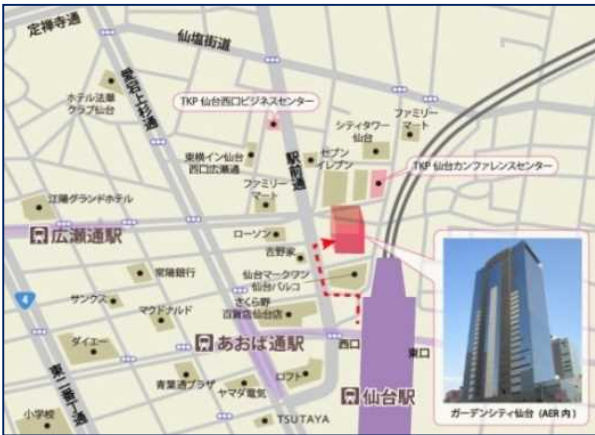 定禅寺通
仙塩街道
愛宕上杉通
ホテル法華
クラブ仙台
TKP 仙台西口ビジネスセンター
駅前通
シティタワー
仙台
ファミリー
マート
東横イン仙台
西口広瀬通
セブン
イレブン
TKP 仙台カンファレンスセンター
江陽グランドホテル
ファミリー
マート
広瀬通駅
ローソン
吉野家
常陽銀行
仙台マークワン
仙台パルコ
4
サンクス
マクドナルド
さくら野
百貨店仙台店
ダイエー
あおば通駅
西口
東口
東二番丁通
青葉通プラザ
ヤマダ電気
ロフト
仙台駅
小学校
TSUTAYA
ガーデンシティ仙台 (AER 内)